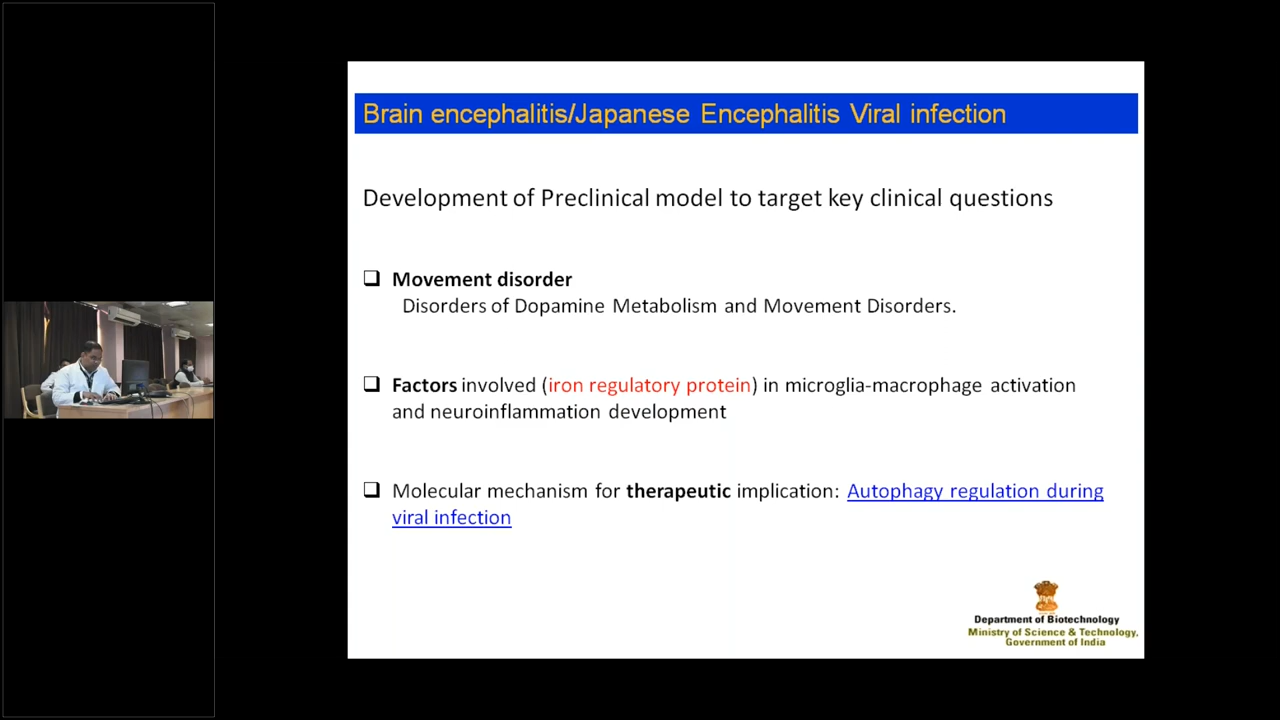 Brain encephalitis/Japanese Encephalitis Viral infection
Development of Preclinical model to target key clinical questions
❑ Movement disorder
Disorders of Dopamine Metabolism and Movement Disorders.
❑ Factors involved (iron regulatory protein) in microglia-macrophage activation
and neuroinflammation development
❑ Molecular mechanism for therapeutic implication: Autophagy regulation during
viral infection
Department of Biotechnology
Ministry of Science & Technology,
Government of India